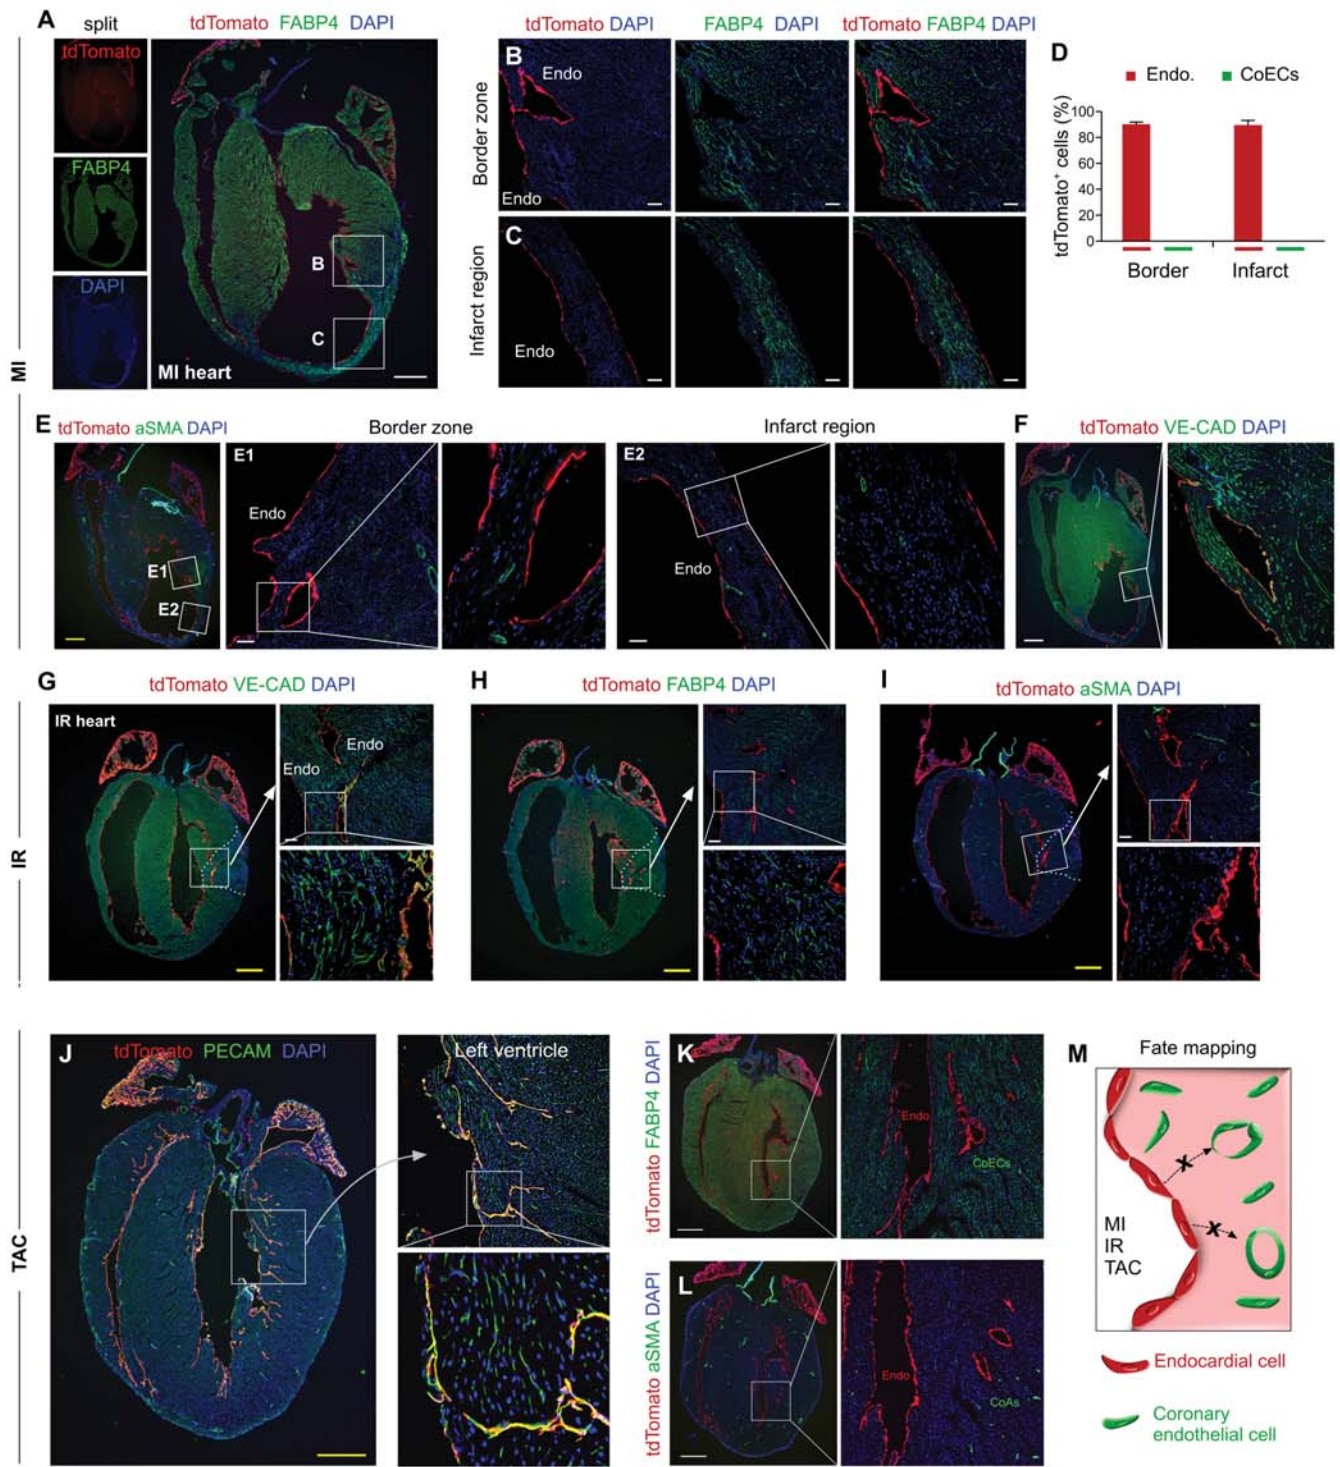 A
split
tdTomato
FABP4
DAPI
tdTomato FABP4 DAPI
B
C
MI heart
MI
tdTomato DAPI
FABP4 DAPI
tdTomato FABP4 DAPI
B
Endo
Endo
Border zone
C
Endo
Infarct region
D
Endo.
CoECs
tdTomato+ cells (%)
100
80
60
40
20
0
Border
Infarct
E
tdTomato aSMA DAPI
Border zone
Infarct region
E1
E2
E1
Endo
E2
Endo
F
tdTomato VE-CAD DAPI
G
tdTomato VE-CAD DAPI
IR heart
Endo
Endo
H
tdTomato FABP4 DAPI
I
tdTomato aSMA DAPI
IR
J
tdTomato PECAM DAPI
Left ventricle
TAC
K
tdTomato FABP4 DAPI
Endo
CoECs
L
tdTomato aSMA DAPI
Endo
CoAs
M
Fate mapping
X
X
MI
IR
TAC
Endocardial cell
Coronary
endothelial cell